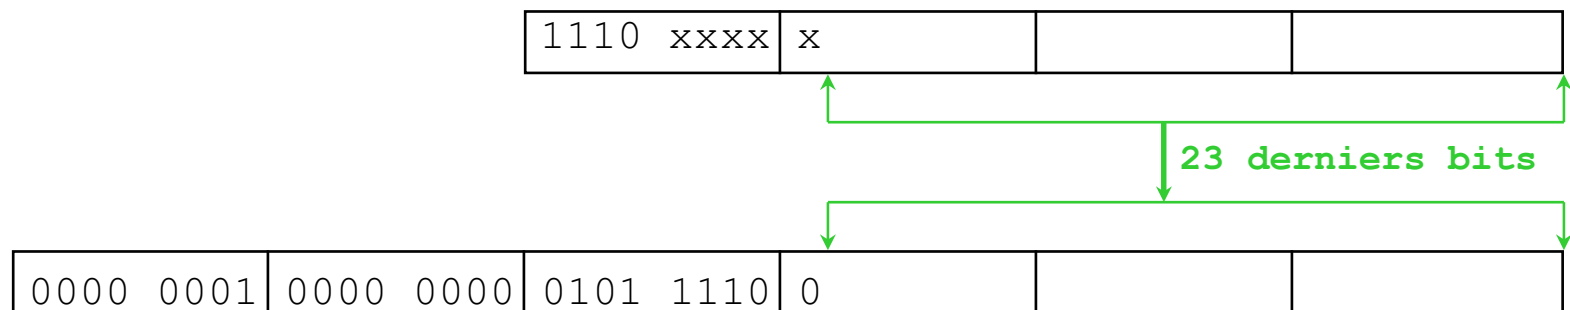 1110 xxxx x
23 derniers bits
0000 0001 0000 0000 0101 1110 0